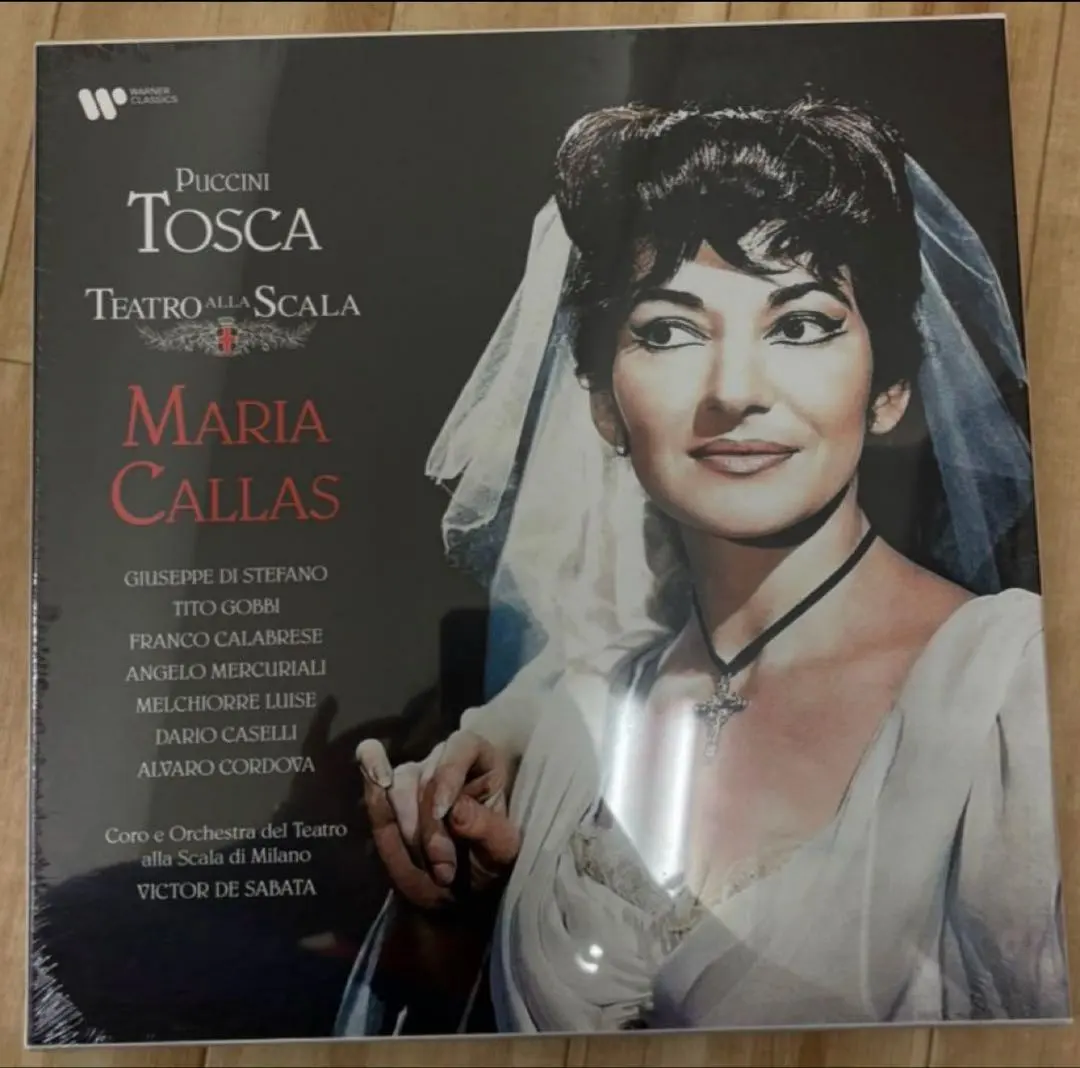 WARNER
CLASSICS
PUCCINI
TOSCA
TEATRO ALLA SCALA
MARIA
CALLAS
GIUSEPPE DI STEFANO
TITO GOBBI
FRANCO CALABRESE
ANGELO MERCURIALI
MELCHIORRE LUISE
DARIO CASELLI
ALVARO CORDOVA
Coro e Orchestra del Teatro
alla Scala di Milano
VICTOR DE SABATA